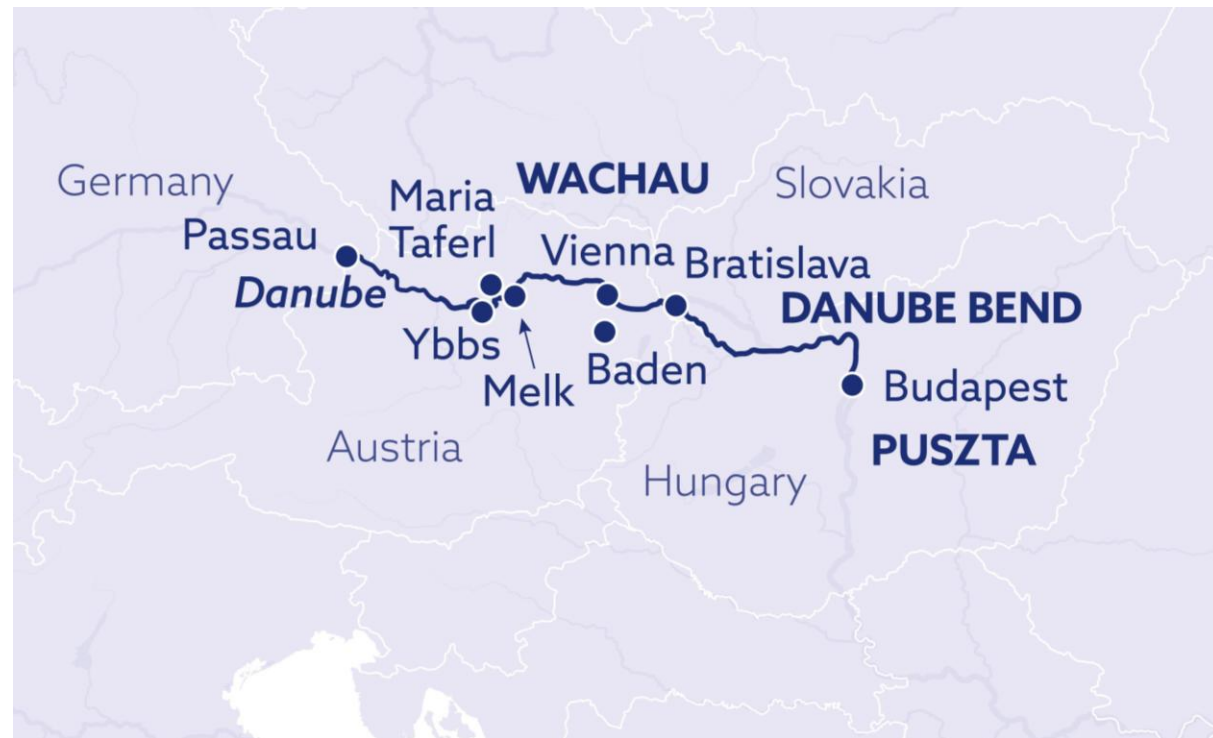 Germany
WACHAU
Slovakia
Maria
Taferl
Passau
Vienna
Bratislava
Danube
DANUBE BEND
Ybbs
Melk
Baden
Budapest
Austria
PUSZTA
Hungary